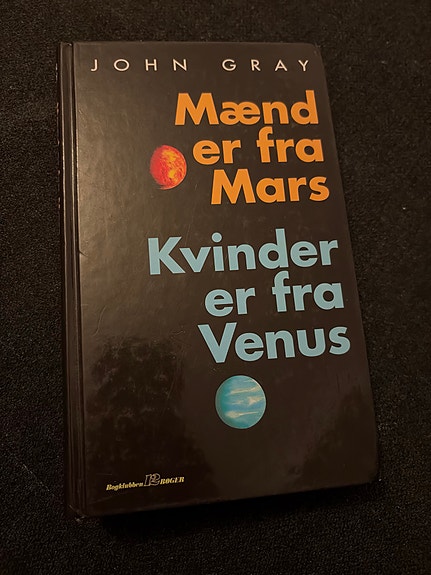 JOHN GRAY
Mænd
er fra
Mars
Kvinder
er fra
Venus
Bogklubben 12 BØGER